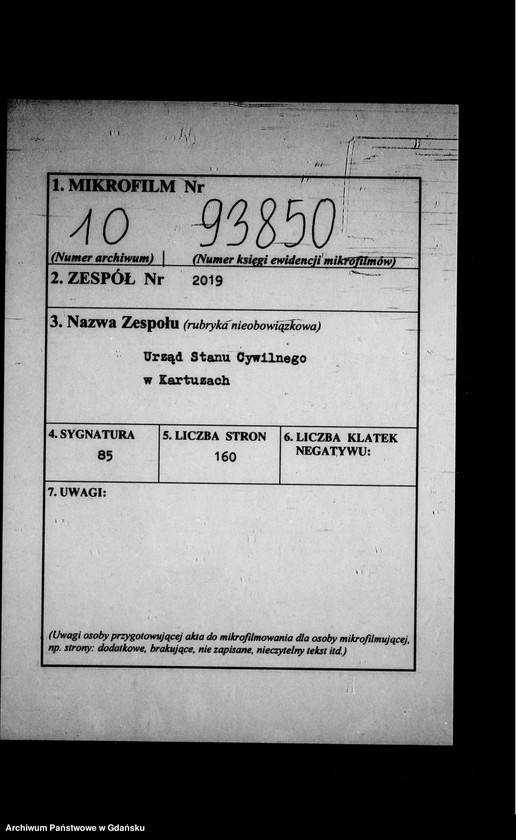 1. MIKROFILM Nr
10 93850
(Numer archiwum) (Numer księgi ewidencji mikrofilmów)
2. ZESPÓŁ Nr 2019
3. Nazwa Zespołu (rubryka nieobowiązkowa)
Urząd Stanu Cywilnego
w Kartuzach
4. SYGNATURA 5. LICZBA STRON 6. LICZBA KLATEK
NEGATYWU:
85 160
7. UWAGI:
(Uwagi osoby przygotowującej akta do mikrofilmowania dla osoby mikrofilmującej,
np. strony: dodatkowe, brakujące, nie zapisane, nieczytelny tekst itd.)
Archiwum Państwowe w Gdańsku